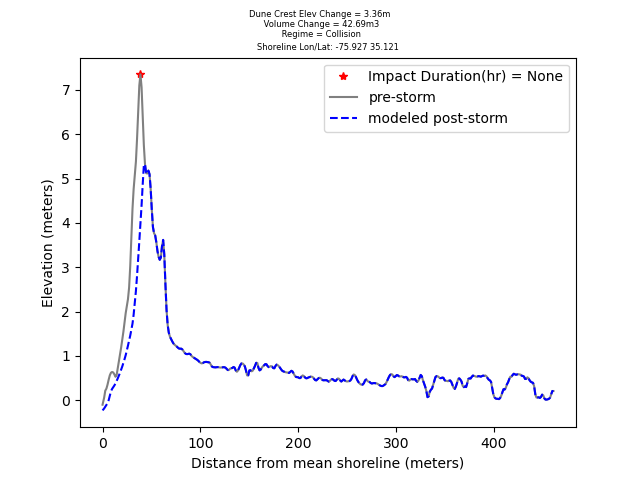 Dune Crest Elev Change = 3.36m
Volume Change = 42.69m3
Regime = Collision
Shoreline Lon/Lat: -75.927 35.121
Impact Duration(hr) = None
pre-storm
modeled post-storm
7
6
5
4
3
2
1
0
Elevation (meters)
0 100 200 300 400
Distance from mean shoreline (meters)